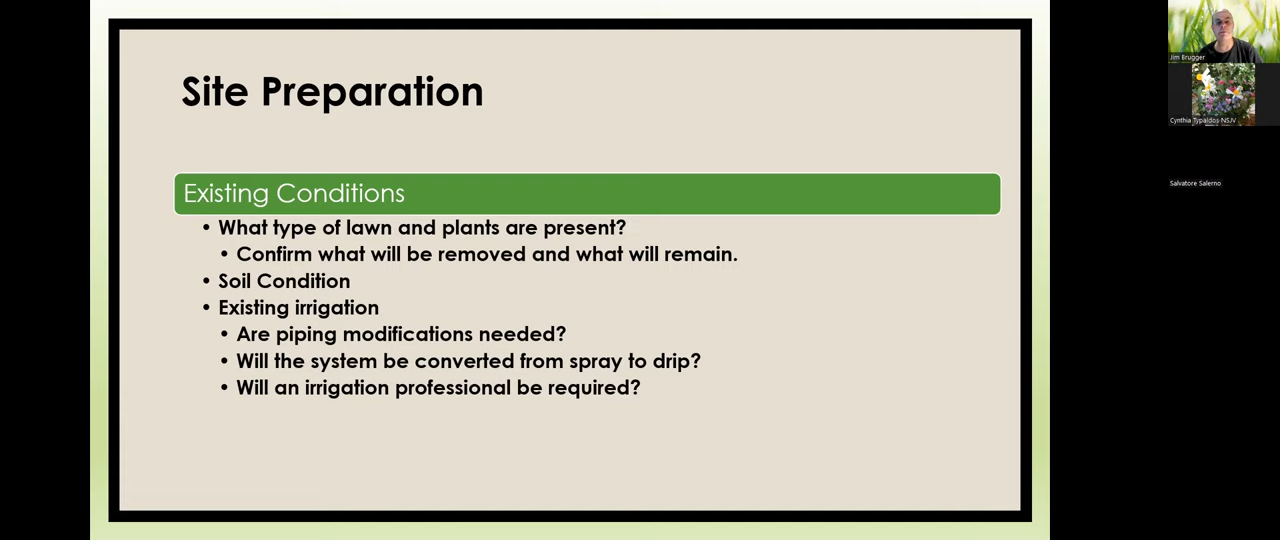 Site Preparation
Existing Conditions
• What type of lawn and plants are present?
• Confirm what will be removed and what will remain.
• Soil Condition
• Existing irrigation
• Are piping modifications needed?
• Will the system be converted from spray to drip?
• Will an irrigation professional be required?
Jim Brugger
Cynthia Typaldos NSJV
Salvatore Salerno